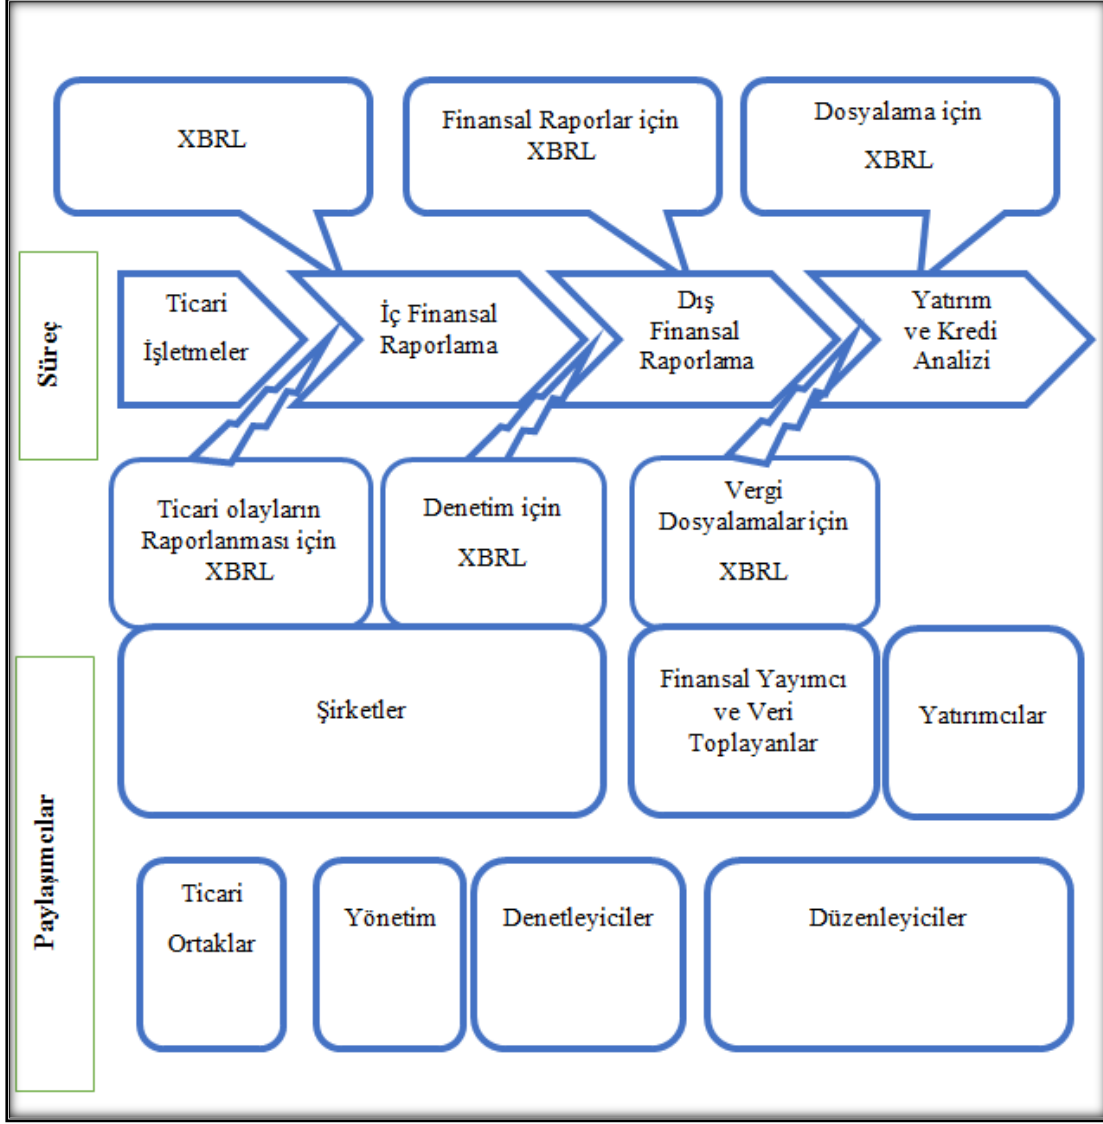 XBRL
Finansal Raporlar için
XBRL
Dosyalama için
XBRL
Süreç
Ticari
İşletmeler
İç Finansal
Raporlama
Dış
Finansal
Raporlama
Yatırım
ve Kredi
Analizi
Ticari olayların
Raporlanması için
XBRL
Denetim için
XBRL
Vergi
Dosyalamalar için
XBRL
Paylaşımcılar
Şirketler
Finansal Yayımcı
ve Veri
Toplayanlar
Yatırımcılar
Ticari
Ortaklar
Yönetim
Denetleyiciler
Düzenleyiciler